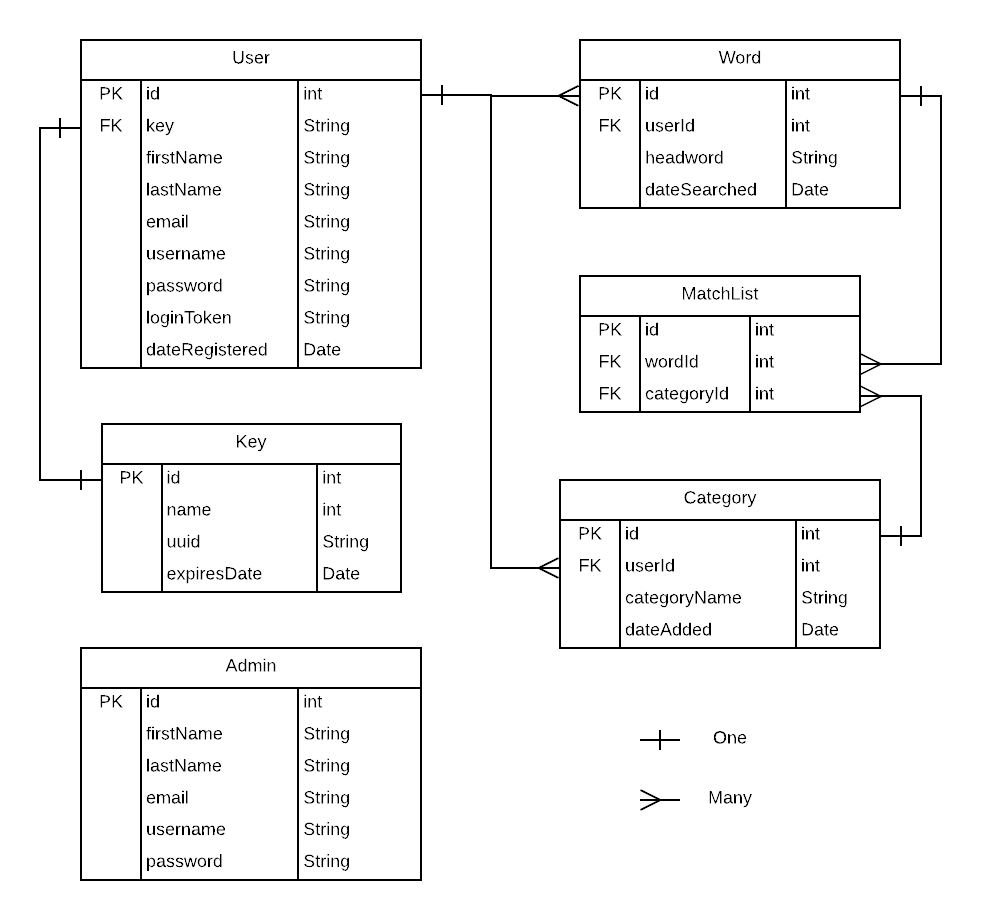 User
PK id int
FK key String
firstName String
lastName String
email String
username String
password String
loginToken String
dateRegistered Date
Word
PK id int
FK userId int
headword String
dateSearched Date
MatchList
PK id int
FK wordId int
FK categoryId int
Key
PK id int
name int
uuid String
expiresDate Date
Category
PK id int
FK userId int
categoryName String
dateAdded Date
Admin
PK id int
firstName String
lastName String
email String
username String
password String
One
Many